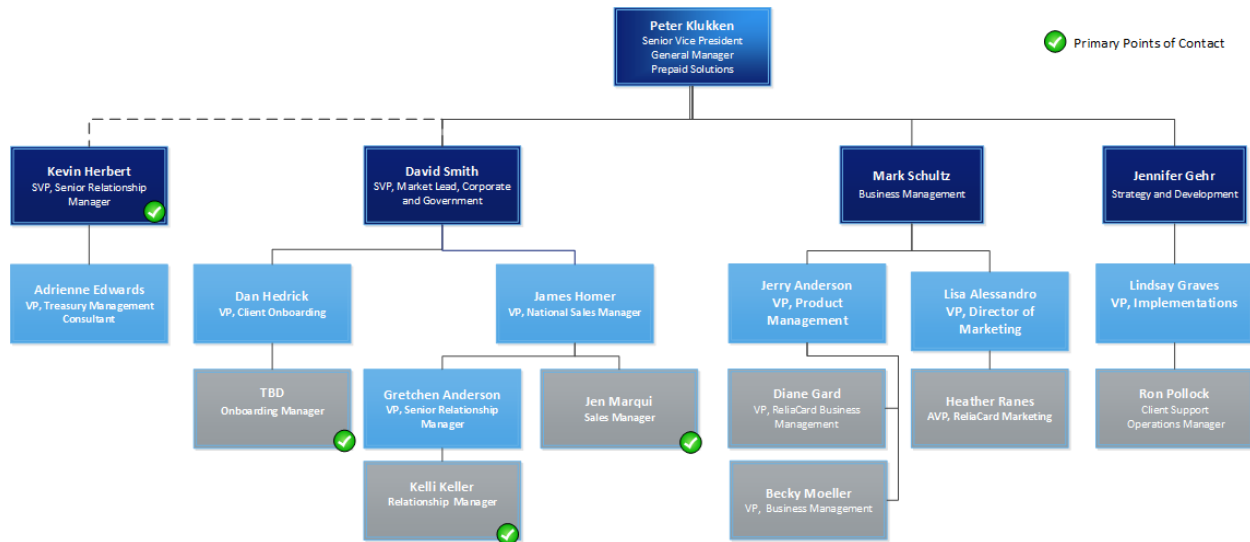 Peter Klukken
Senior Vice President
General Manager
Prepaid Solutions
Primary Points of Contact
Kevin Herbert
SVP, Senior Relationship
Manager
David Smith
SVP, Market Lead, Corporate
and Government
Mark Schultz
Business Management
Jennifer Gehr
Strategy and Development
Adrienne Edwards
VP, Treasury Management
Consultant
Dan Hedrick
VP, Client Onboarding
James Homer
VP, National Sales Manager
Jerry Anderson
VP, Product
Management
Lisa Alessandro
VP, Director of
Marketing
Lindsay Graves
VP, Implementations
TBD
Onboarding Manager
Gretchen Anderson
VP, Senior Relationship
Manager
Jen Marqui
Sales Manager
Diane Gard
VP, ReliaCard Business
Management
Heather Ranes
AVP, ReliaCard Marketing
Ron Pollock
Client Support
Operations Manager
Kelli Keller
Relationship Manager
Becky Moeller
VP, Business Management